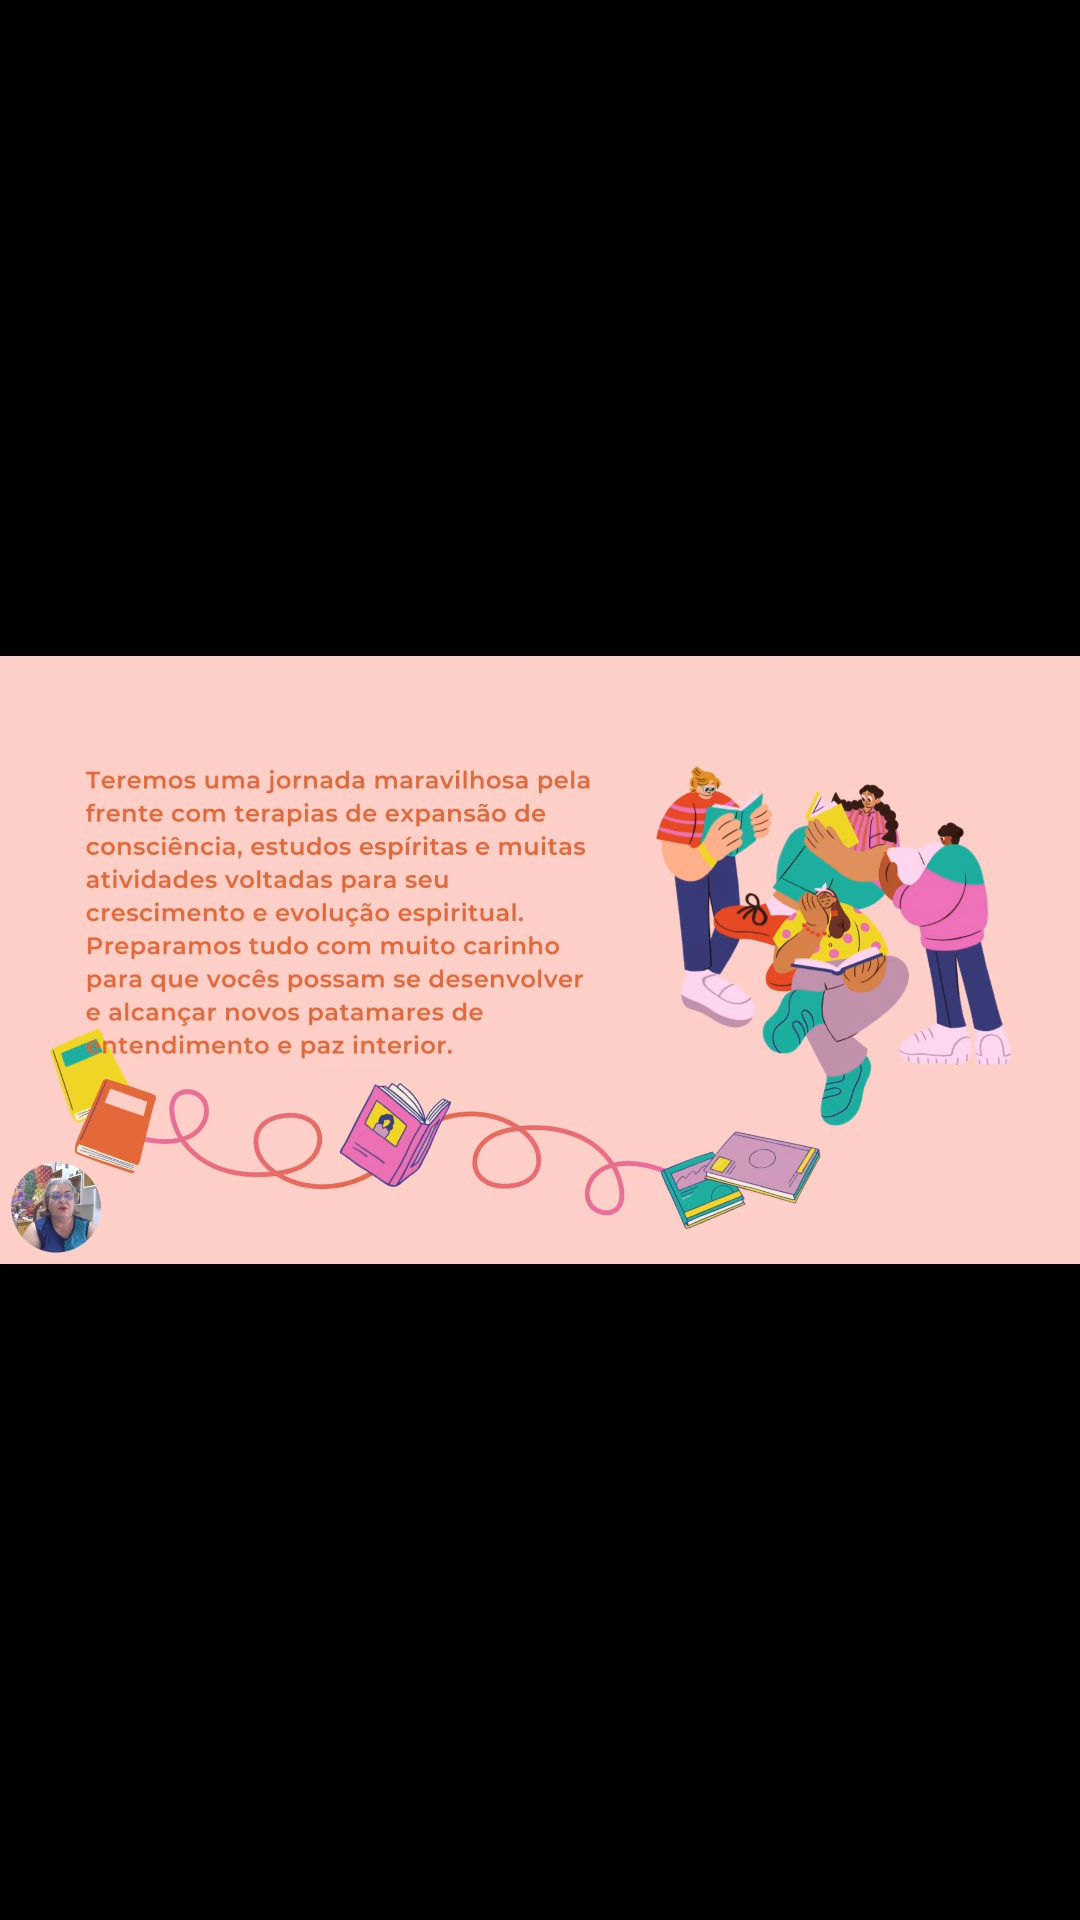 Teremos uma jornada maravilhosa pela
frente com terapias de expansão de
consciência, estudos espíritas e muitas
atividades voltadas para seu
crescimento e evolução espiritual.
Preparamos tudo com muito carinho
para que vocês possam se desenvolver
e alcançar novos patamares de
entendimento e paz interior.